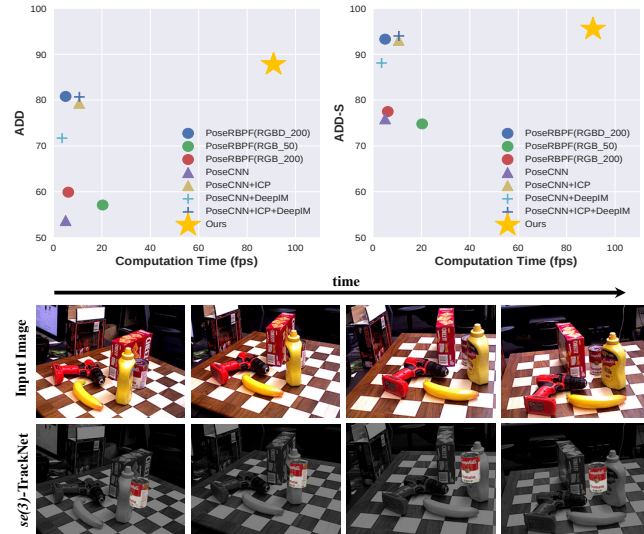 100
90
80
70
60
50
ADD
0 20 40 60 80 100
Computation Time (fps)
PoseRBPF(RGBD_200)
PoseRBPF(RGB_50)
PoseRBPF(RGB_200)
PoseCNN
PoseCNN+ICP
PoseCNN+DeepIM
PoseCNN+ICP+DeepIM
Ours
100
90
80
70
60
50
ADD-S
0 20 40 60 80 100
Computation Time (fps)
PoseRBPF(RGBD_200)
PoseRBPF(RGB_50)
PoseRBPF(RGB_200)
PoseCNN
PoseCNN+ICP
PoseCNN+DeepIM
PoseCNN+ICP+DeepIM
Ours
time
Input Image
se(3)-TrackNet